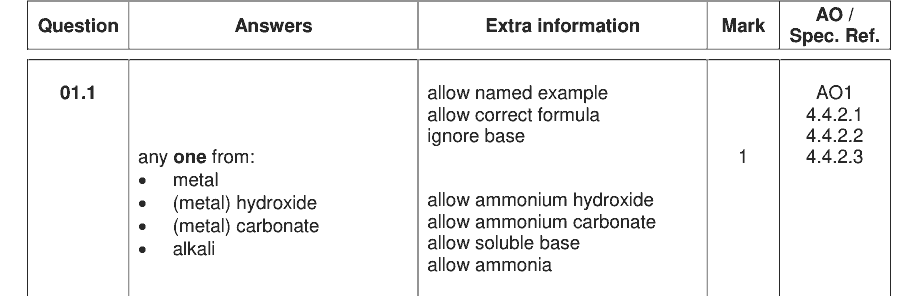 Question Answers Extra information Mark AO / Spec. Ref.
01.1 allow named example AO1
allow correct formula 4.4.2.1
ignore base 4.4.2.2
any one from: 1 4.4.2.3
• metal
• (metal) hydroxide allow ammonium hydroxide
• (metal) carbonate allow ammonium carbonate
• alkali allow soluble base
allow ammonia